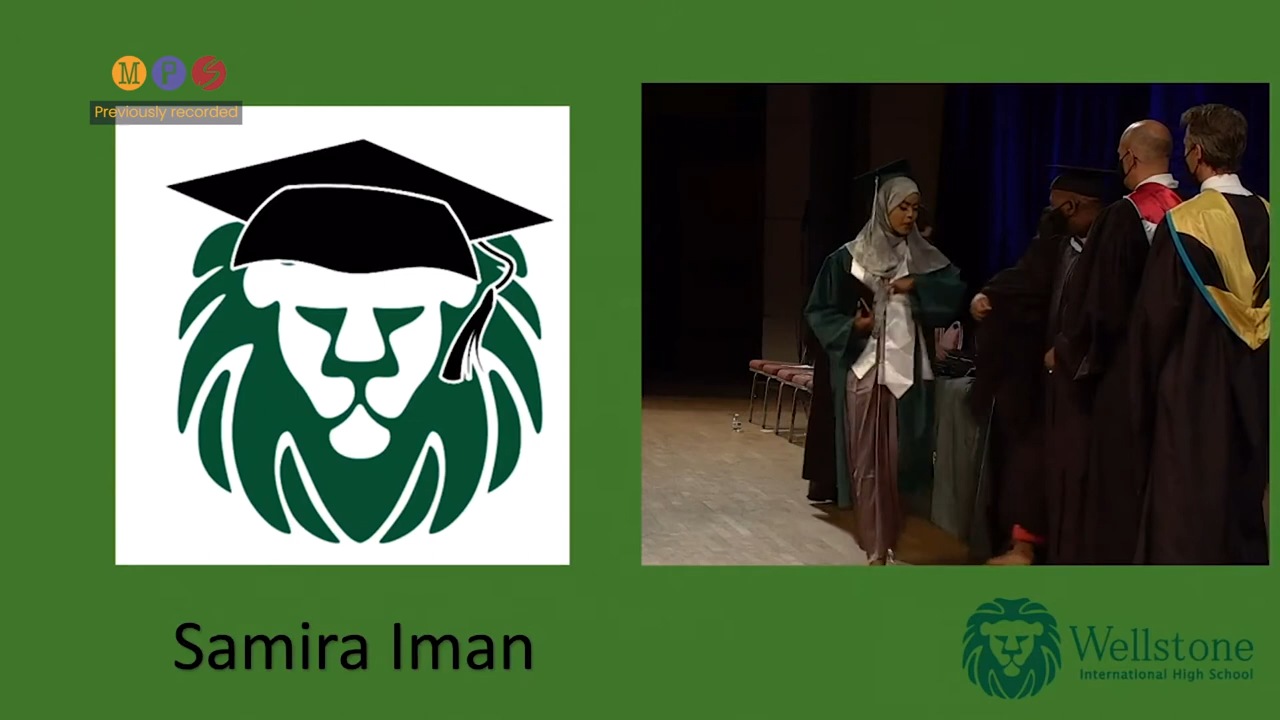 M P S
Previously recorded
Samira Iman
Wellstone
International High School